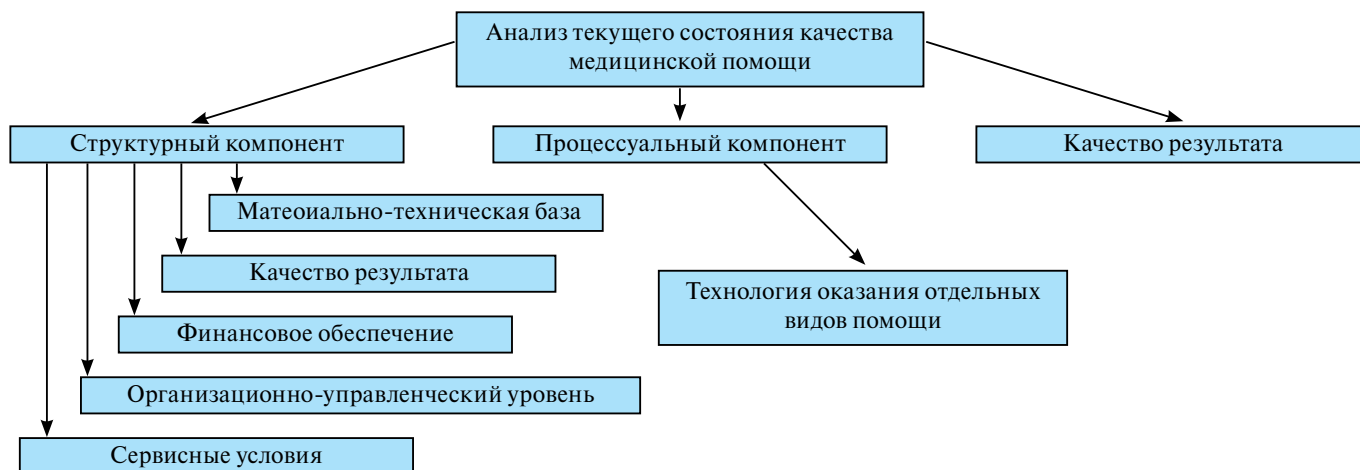 Анализ текущего состояния качества
медицинской помощи
Структурный компонент
Процессуальный компонент
Качество результата
Матеоиально-техническая база
Качество результата
Технология оказания отдельных
видов помощи
Финансовое обеспечение
Организационно-управленческий уровень
Сервисные условия